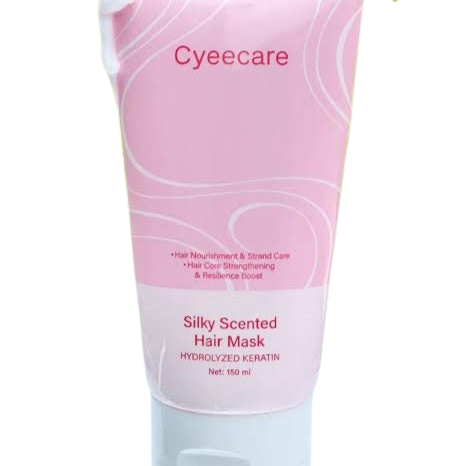 Cyeecare
•Hair Nourishment & Strand Care
•Hair Core Strengthening
& Resilience Boost
Silky Scented
Hair Mask
HYDROLYZED KERATIN
Net: 150 ml